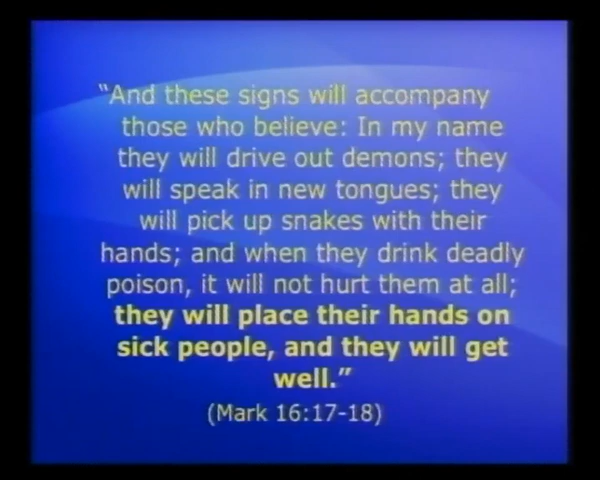 “And these signs will accompany
those who believe: In my name
they will drive out demons; they
will speak in new tongues; they
will pick up snakes with their
hands; and when they drink deadly
poison, it will not hurt them at all;
they will place their hands on
sick people, and they will get
well.”
(Mark 16:17-18)